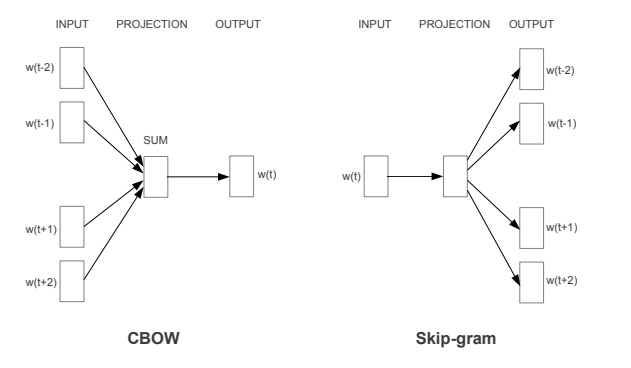 INPUT PROJECTION OUTPUT
w(t-2)
w(t-1)
SUM
w(t)
w(t+1)
w(t+2)
CBOW
INPUT PROJECTION OUTPUT
w(t-2)
w(t-1)
w(t)
w(t+1)
w(t+2)
Skip-gram